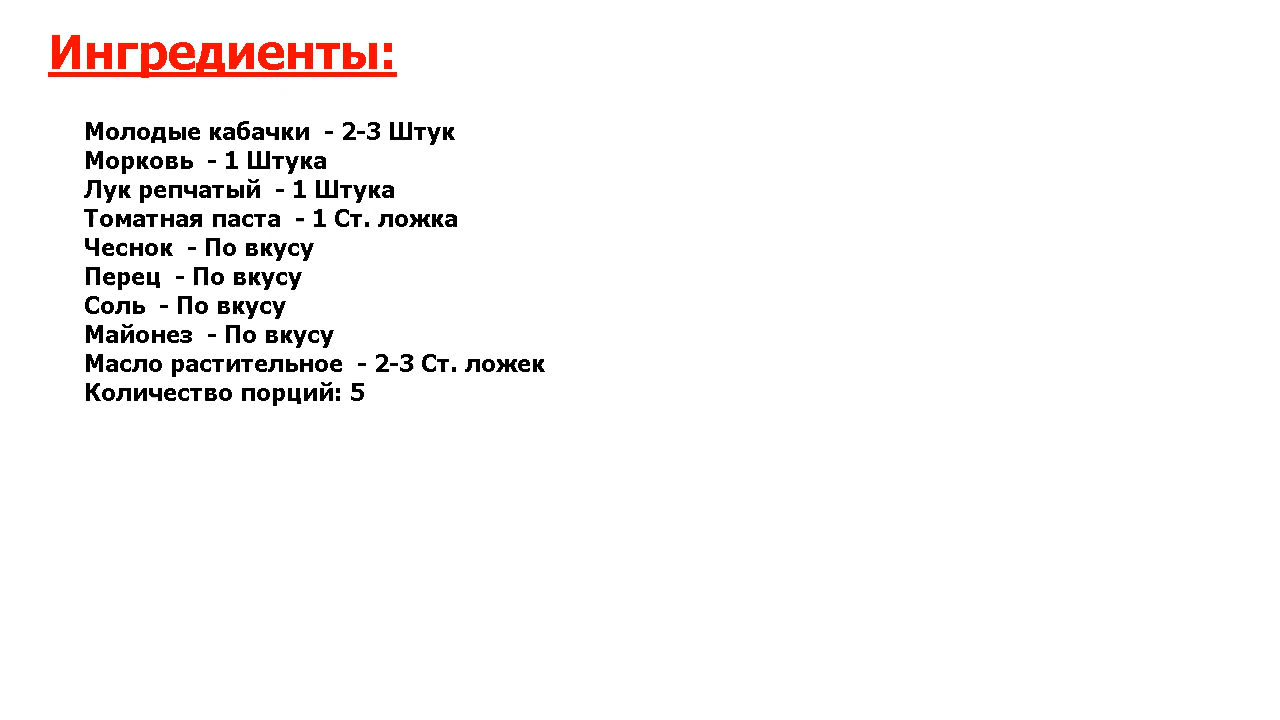 Ингредиенты:
Молодые кабачки - 2-3 Штук
Морковь - 1 Штука
Лук репчатый - 1 Штука
Томатная паста - 1 Ст. ложка
Чеснок - По вкусу
Перец - По вкусу
Соль - По вкусу
Майонез - По вкусу
Масло растительное - 2-3 Ст. ложек
Количество порций: 5